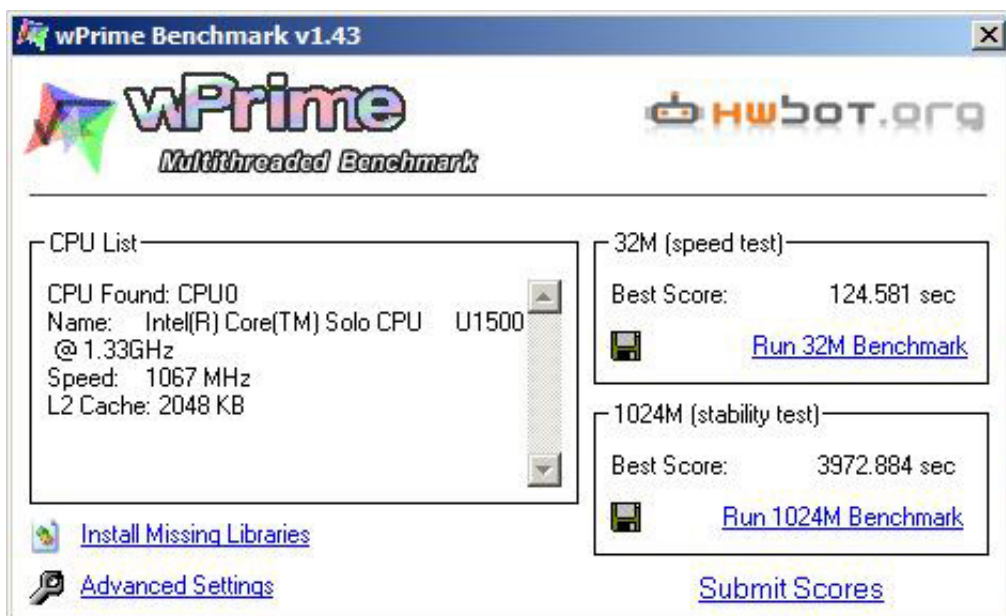 wPrime Benchmark v1.43
wPrime
Multithreaded Benchmark
HWBOT.org
CPU List
CPU Found: CPU0
Name: Intel(R) Core(TM) Solo CPU U1500
@ 1.33GHz
Speed: 1067 MHz
L2 Cache: 2048 KB
32M (speed test)
Best Score: 124.581 sec
Run 32M Benchmark
1024M (stability test)
Best Score: 3972.884 sec
Run 1024M Benchmark
Install Missing Libraries
Advanced Settings
Submit Scores